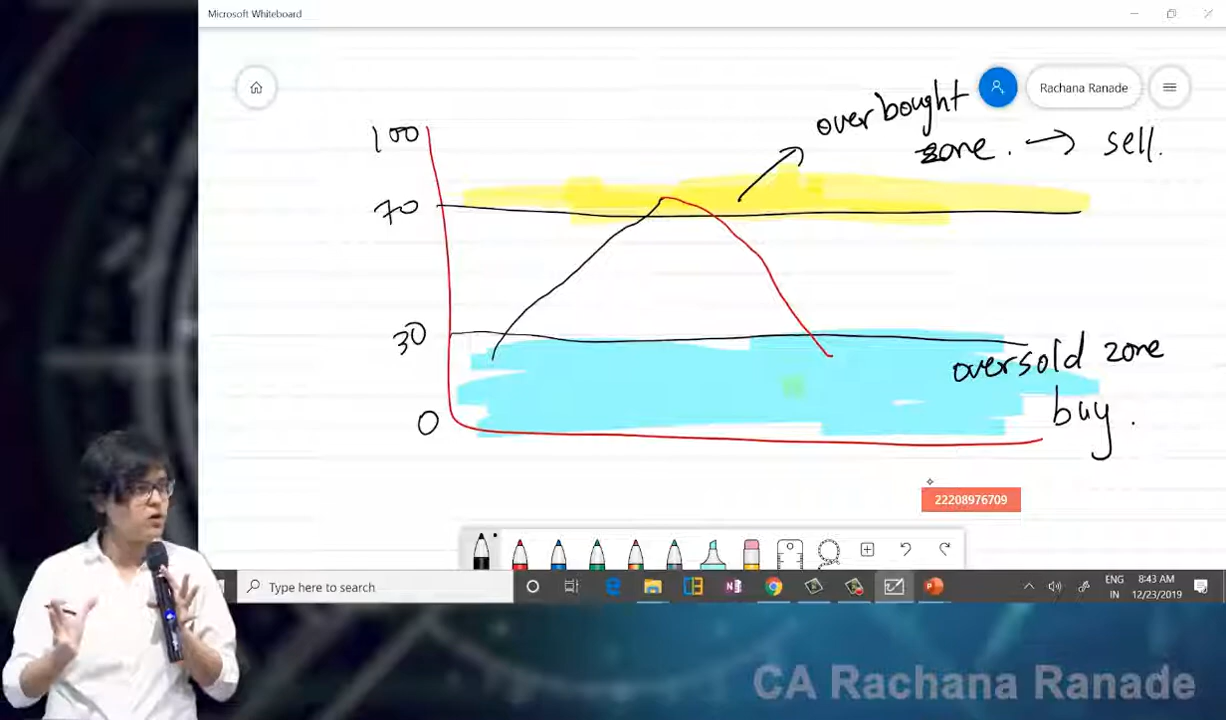 Microsoft Whiteboard
Rachana Ranade
overbought
zone. → sell.
100
70
30
oversold zone
buy.
0
22208976709
Type here to search
ENG
IN
8:43 AM
12/23/2019
CA Rachana Ranade